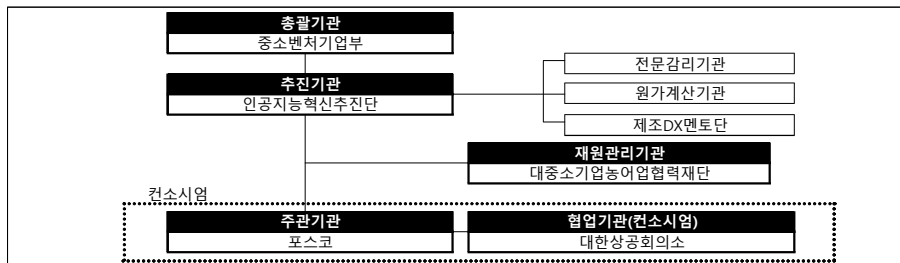 총괄기관
중소벤처기업부
추진기관
인공지능혁신추진단
전문감리기관
원가계산기관
제조DX멘토단
재원관리기관
대중소기업농어업협력재단
컨소시엄
주관기관
포스코
협업기관(컨소시엄)
대한상공회의소